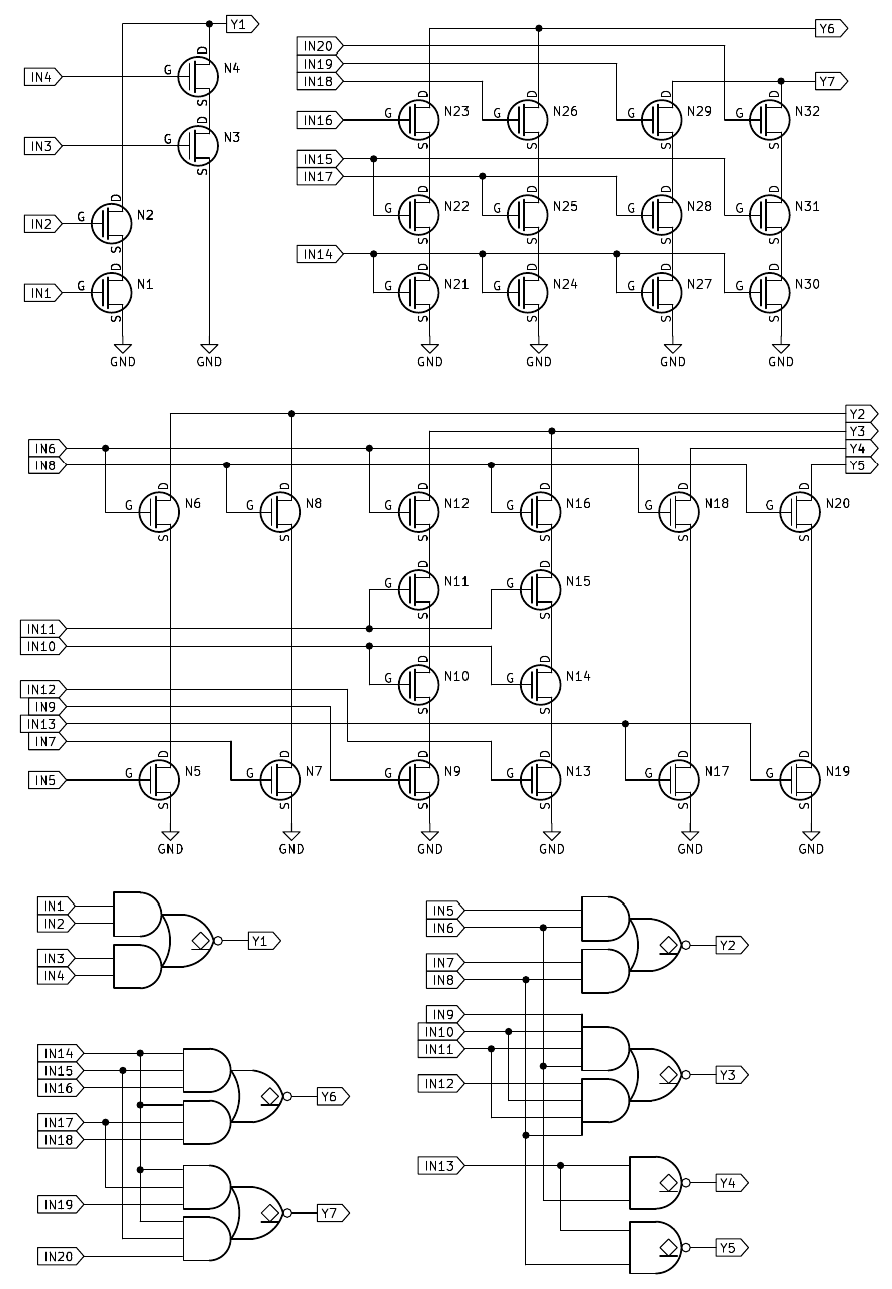 Y1
D
IN4 G N4
S
D
IN3 G N3
S
D
IN2 G N2
S
D
IN1 G N1
S
GND GND
Y6
IN20
IN19
IN18 Y7
D D D D
IN16 G N23 G N26 G N29 G N32
S S S S
IN15
IN17
D D D D
G N22 G N25 G N28 G N31
S S S S
IN14
D D D D
G N21 G N24 G N27 G N30
S S S S
GND GND GND GND
Y2
Y3
IN6 Y4
IN8 Y5
D D D D D D
G N6 G N8 G N12 G N16 G N18 G N20
S S S S S S
D D
G N11 G N15
S S
IN11
IN10
D D
G N10 G N14
S S
IN12
IN9
IN13
IN7
D D D D D D
IN5 G N5 G N7 G N9 G N13 G N17 G N19
S S S S S S
GND GND GND GND GND GND
IN1
IN2
Y1
IN3
IN4
IN14
IN15
IN16
Y6
IN17
IN18
IN19
Y7
IN20
IN5
IN6
Y2
IN7
IN8
IN9
IN10
IN11
Y3
IN12
IN13
Y4
Y5